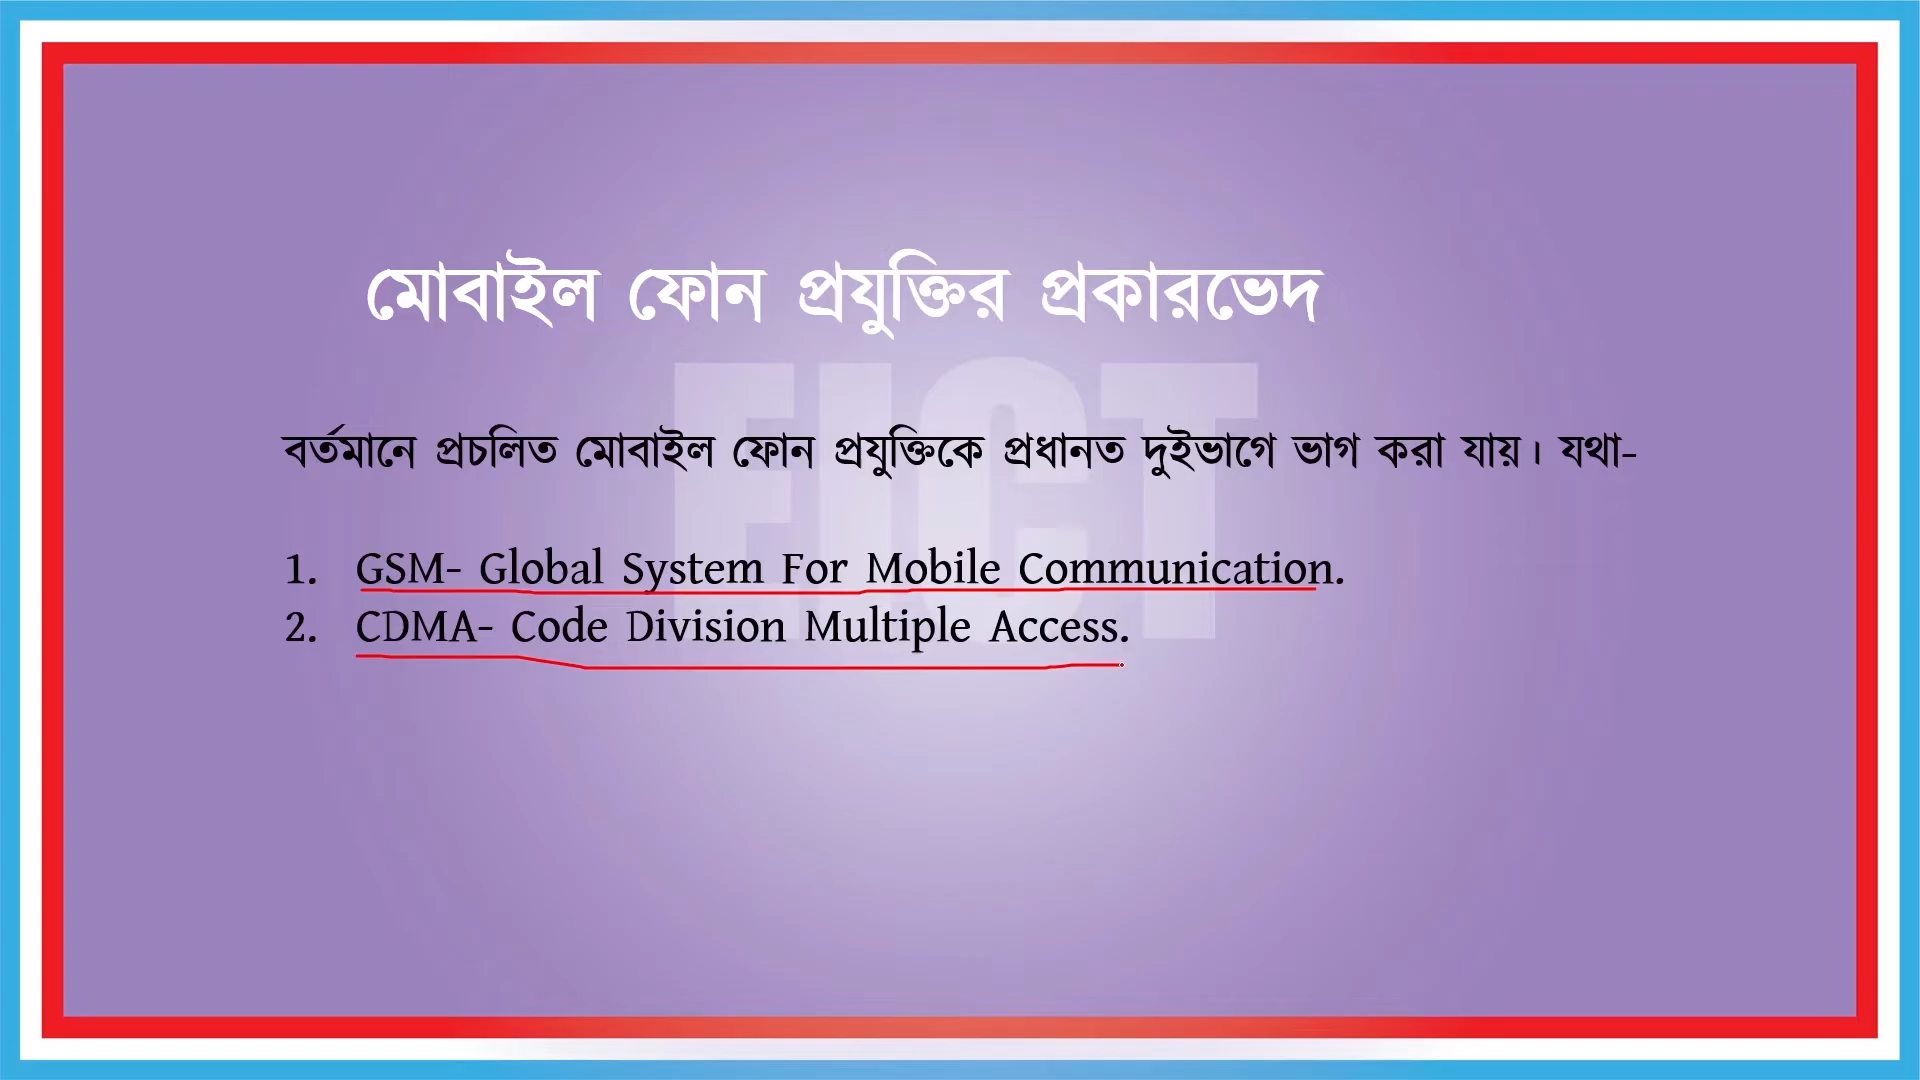 মোবাইল ফোন প্রযুক্তির প্রকারভেদ
EICT
বর্তমানে প্রচলিত মোবাইল ফোন প্রযুক্তিকে প্রধানত দুইভাগে ভাগ করা যায়। যথা-
1. GSM- Global System For Mobile Communication.
2. CDMA- Code Division Multiple Access.